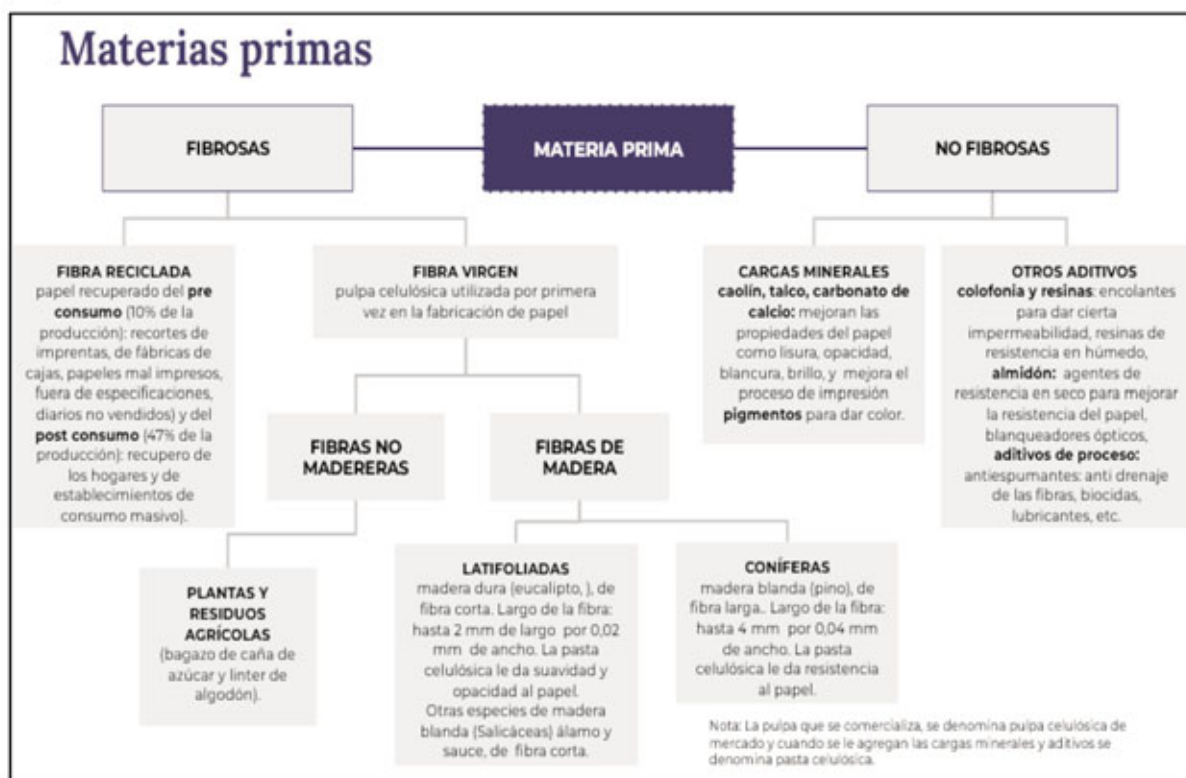 Materias primas
FIBROSAS
MATERIA PRIMA
NO FIBROSAS
FIBRA RECICLADA
papel recuperado del pre
consumo (10% de la
producción): recortes de
imprentas, de fábricas de
cajas, papeles mal impresos,
fuera de especificaciones,
diarios no vendidos) y del
post consumo (47% de la
producción): recupero de
los hogares y de
establecimientos de
consumo masivo).
FIBRA VIRGEN
pulpa celulósica utilizada por primera
vez en la fabricación de papel
CARGAS MINERALES
caolín, talco, carbonato de
calcio: mejoran las
propiedades del papel
como lisura, opacidad,
blancura, brillo, y mejora el
proceso de impresión
pigmentos para dar color.
OTROS ADITIVOS
colofonia y resinas: encolantes
para dar cierta
impermeabilidad, resinas de
resistencia en húmedo,
almidón: agentes de
resistencia en seco para mejorar
la resistencia del papel,
blanqueadores ópticos,
aditivos de proceso:
antiespumantes: anti drenaje
de las fibras, biocidas,
lubricantes, etc.
FIBRAS NO
MADERERAS
FIBRAS DE
MADERA
PLANTAS Y
RESIDUOS
AGRÍCOLAS
(bagazo de caña de
azúcar y linter de
algodón).
LATIFOLIADAS
madera dura (eucalipto, ), de
fibra corta. Largo de la fibra:
hasta 2 mm de largo por 0,02
mm de ancho. La pasta
celulósica le da suavidad y
opacidad al papel.
Otras especies de madera
blanda (Salicáceas) álamo y
sauce, de fibra corta.
CONÍFERAS
madera blanda (pino), de
fibra larga.. Largo de la fibra:
hasta 4 mm por 0,04 mm
de ancho. La pasta
celulósica le da resistencia
al papel.
Nota: La pulpa que se comercializa, se denomina pulpa celulósica de
mercado y cuando se le agregan las cargas minerales y aditivos se
denomina pasta celulósica.